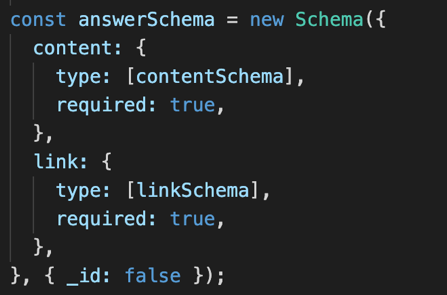 const answerSchema = new Schema({
  content: {
    type: [contentSchema],
    required: true,
  },
  link: {
    type: [linkSchema],
    required: true,
  },
}, { _id: false });